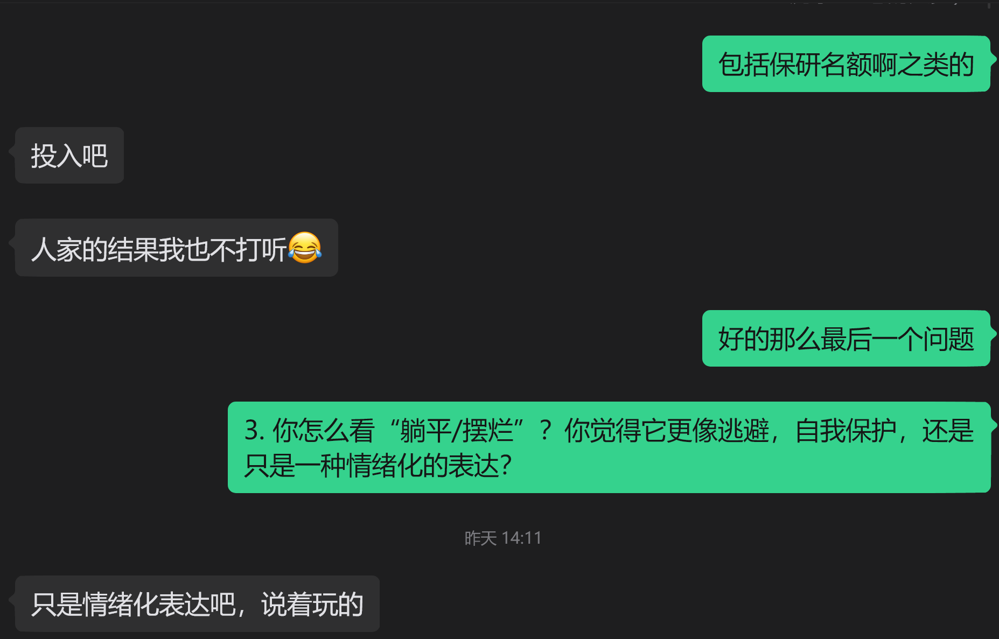 包括保研名额啊之类的
投入吧
人家的结果我也不打听😂
好的那么最后一个问题
3. 你怎么看“躺平/摆烂”？你觉得它更像逃避，自我保护，还是
只是一种情绪化的表达？
昨天 14:11
只是情绪化表达吧，说着玩的